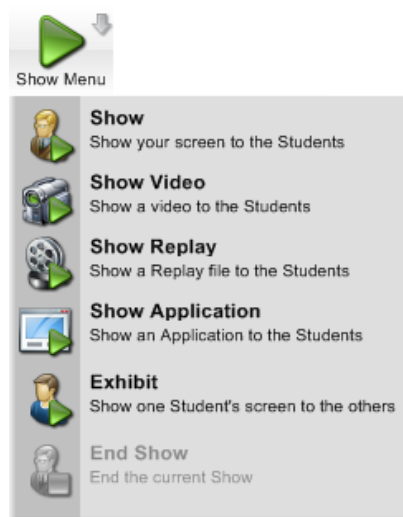 Show Menu
Show
Show your screen to the Students
Show Video
Show a video to the Students
Show Replay
Show a Replay file to the Students
Show Application
Show an Application to the Students
Exhibit
Show one Student's screen to the others
End Show
End the current Show